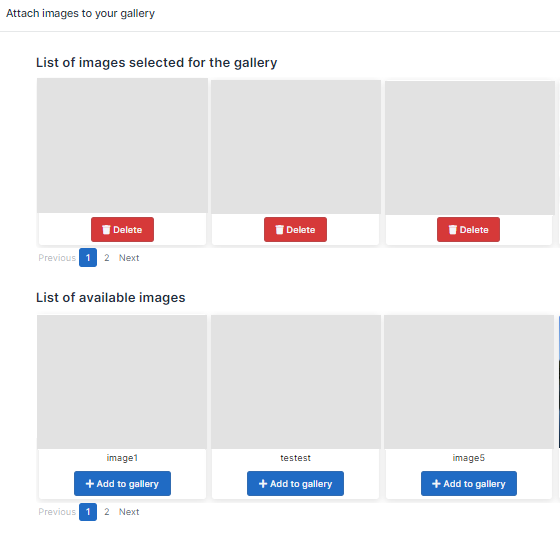 Attach images to your gallery
List of images selected for the gallery
Delete Delete Delete
Previous 1 2 Next
List of available images
image1 testest image5
Add to gallery Add to gallery Add to gallery
Previous 1 2 Next